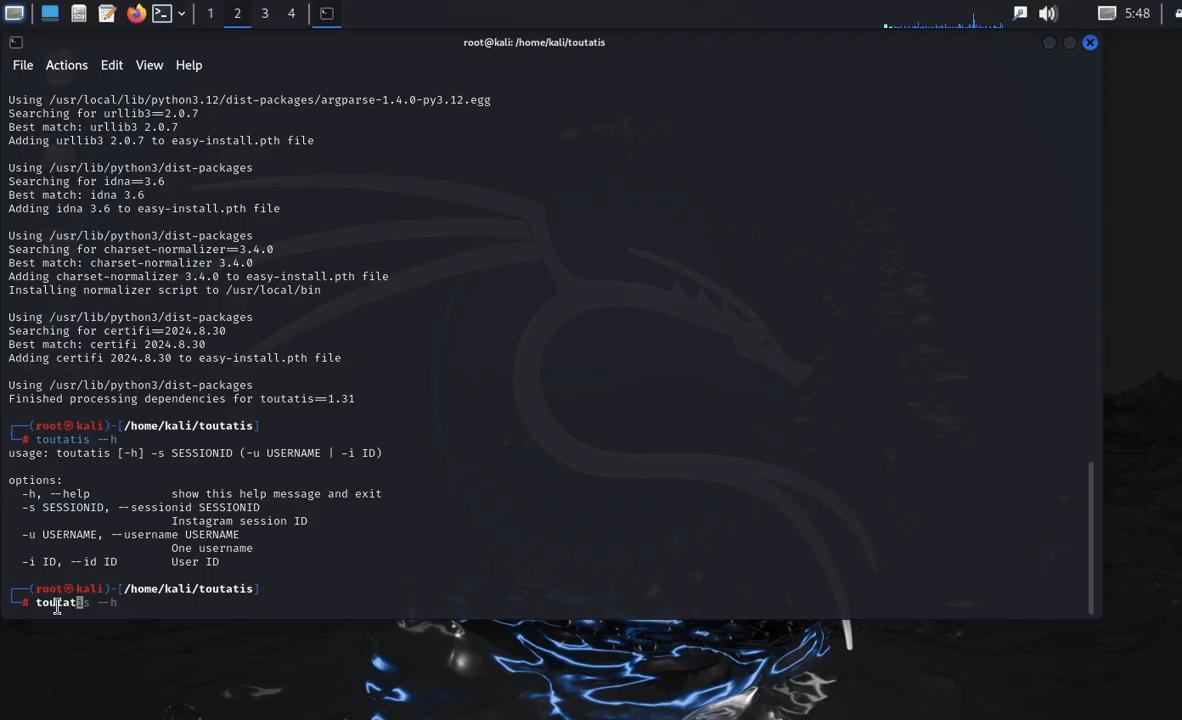 1 2 3 4 5:48
root@kali: /home/kali/toutatis
File Actions Edit View Help
Using /usr/local/lib/python3.12/dist-packages/argparse-1.4.0-py3.12.egg
Searching for urllib3==2.0.7
Best match: urllib3 2.0.7
Adding urllib3 2.0.7 to easy-install.pth file
Using /usr/lib/python3/dist-packages
Searching for idna==3.6
Best match: idna 3.6
Adding idna 3.6 to easy-install.pth file
Using /usr/lib/python3/dist-packages
Searching for charset-normalizer==3.4.0
Best match: charset-normalizer 3.4.0
Adding charset-normalizer 3.4.0 to easy-install.pth file
Installing normalizer script to /usr/local/bin
Using /usr/lib/python3/dist-packages
Searching for certifi==2024.8.30
Best match: certifi 2024.8.30
Adding certifi 2024.8.30 to easy-install.pth file
Using /usr/lib/python3/dist-packages
Finished processing dependencies for toutatis==1.31
┌──(root㉿kali)-[/home/kali/toutatis]
└─# toutatis --h
usage: toutatis [-h] -s SESSIONID (-u USERNAME | -i ID)
options:
-h, --help show this help message and exit
-s SESSIONID, --sessionid SESSIONID
Instagram session ID
-u USERNAME, --username USERNAME
One username
-i ID, --id ID User ID
┌──(root㉿kali)-[/home/kali/toutatis]
└─# toutatis --h